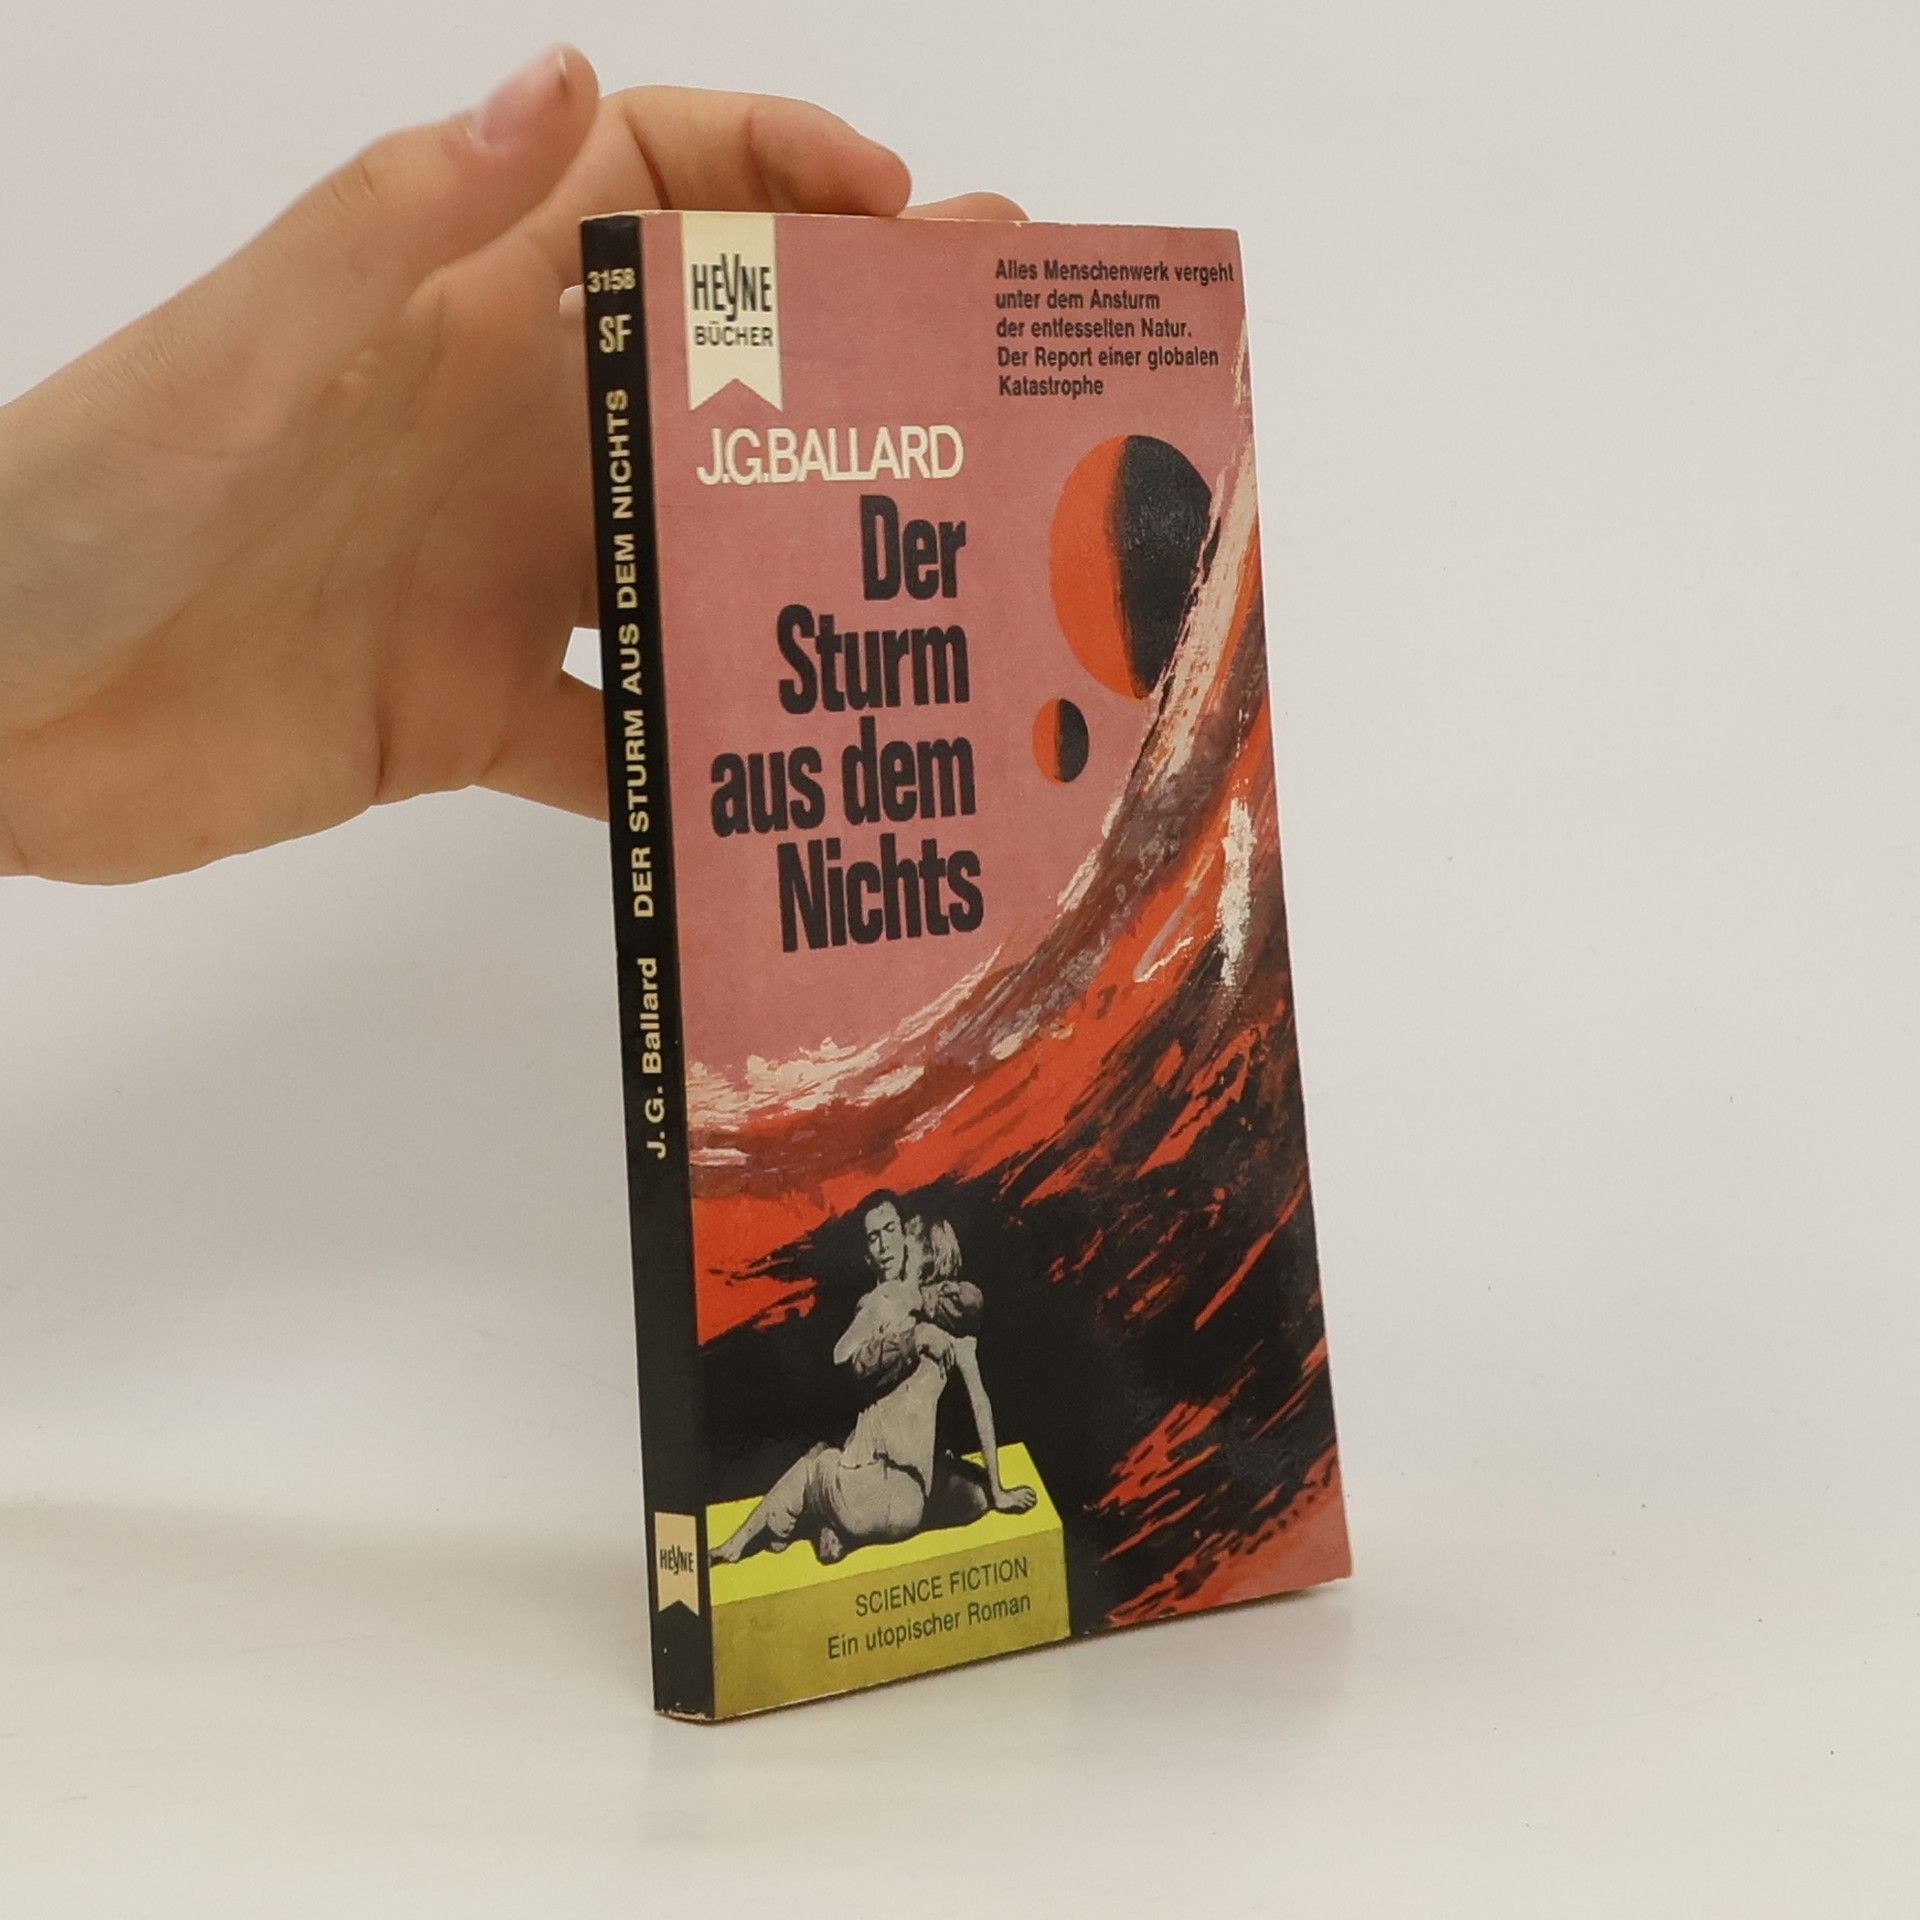 3158
SF
J. G. Ballard DER STURM AUS DEM NICHTS
HEYNE
HEYNE
BÜCHER
Alles Menschenwerk vergeht
unter dem Ansturm
der entfesselten Natur.
Der Report einer globalen
Katastrophe
J.G.BALLARD
Der
Sturm
aus dem
Nichts
SCIENCE FICTION
Ein utopischer Roman